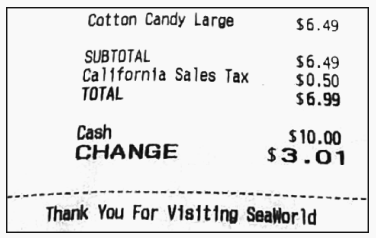 Cotton Candy Large $6.49
SUBTOTAL $6.49
California Sales Tax $0.50
TOTAL $6.99
Cash $10.00
CHANGE $3.01
Thank You For Visiting SeaWorld